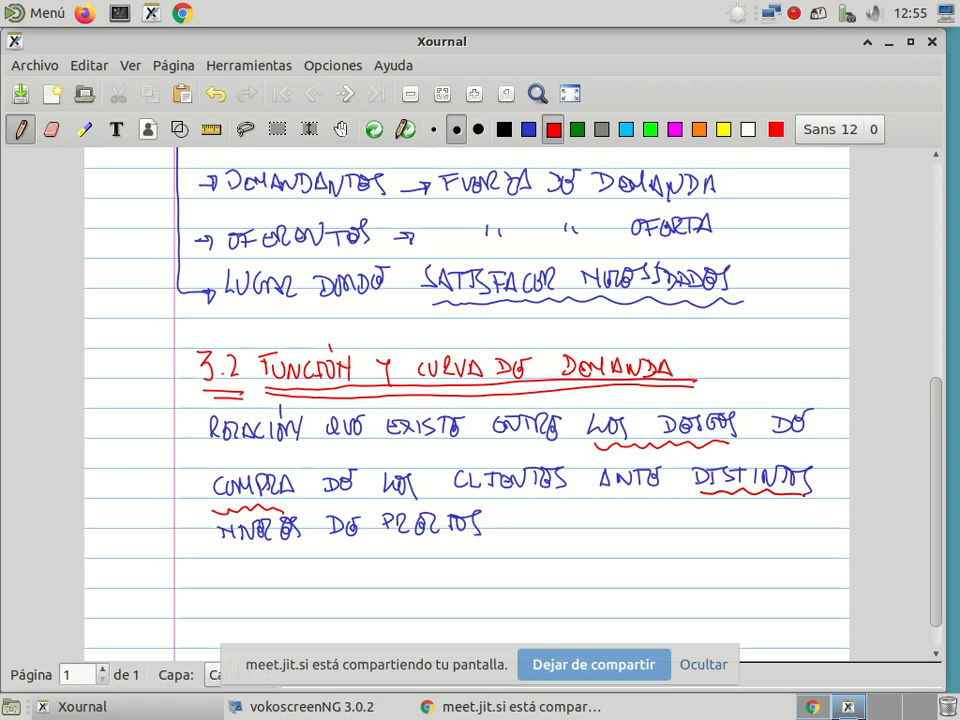 Menú 12:55
Xournal
Archivo Editar Ver Página Herramientas Opciones Ayuda
Sans 12 0
→ DEMANDANTES → FUERZA DE DEMANDA
→ OFERENTES → " " OFERTA
→ LUGAR DONDE SATISFACER NECESIDADES
3.2 FUNCIÓN Y CURVA DE DEMANDA
RELACIÓN QUE EXISTE ENTRE LOS DESEOS DE
COMPRA DE LOS CLIENTES ANTE DISTINTOS
NIVELES DE PRECIOS
meet.jit.si está compartiendo tu pantalla. Dejar de compartir Ocultar
Página 1 de 1 Capa: Ca
Xournal vokoscreenNG 3.0.2 meet.jit.si está compar...